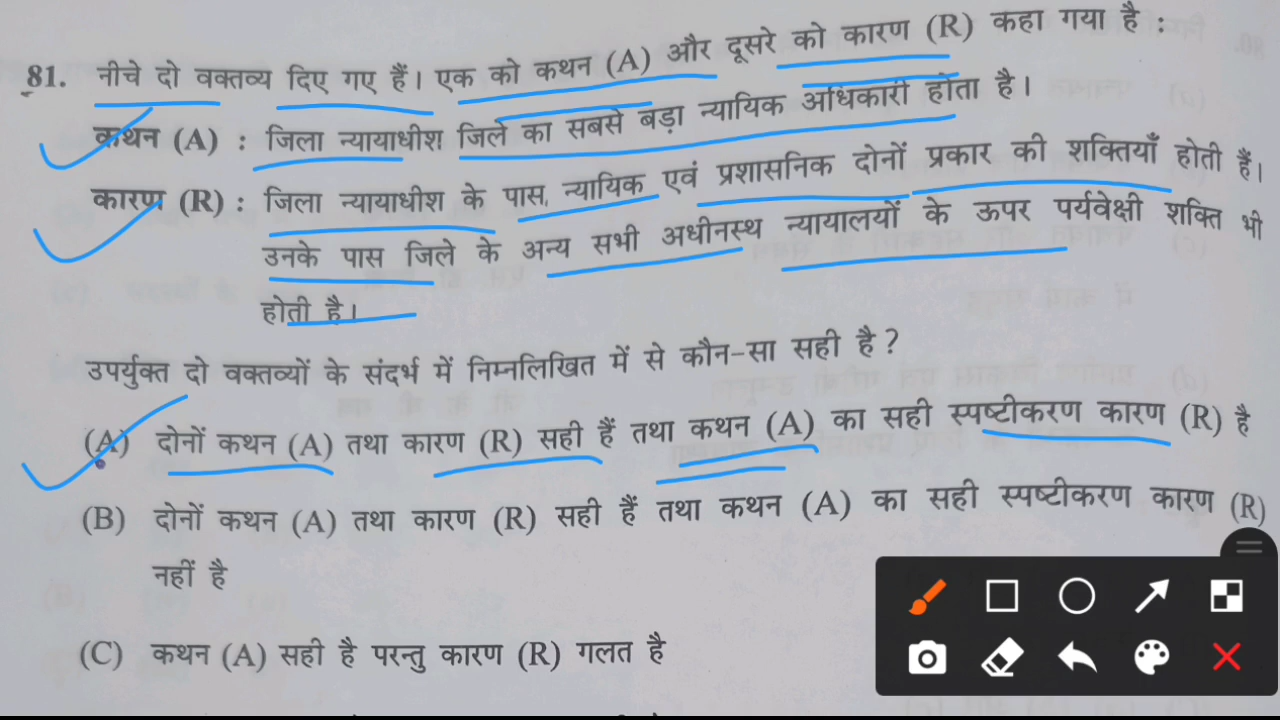 81. नीचे दो वक्तव्य दिए गए हैं। एक को कथन (A) और दूसरे को कारण (R) कहा गया है :
कथन (A) : जिला न्यायाधीश जिले का सबसे बड़ा न्यायिक अधिकारी होता है।
कारण (R) : जिला न्यायाधीश के पास न्यायिक एवं प्रशासनिक दोनों प्रकार की शक्तियाँ होती हैं।
उनके पास जिले के अन्य सभी अधीनस्थ न्यायालयों के ऊपर पर्यवेक्षी शक्ति भी
होती है।
उपर्युक्त दो वक्तव्यों के संदर्भ में निम्नलिखित में से कौन-सा सही है ?
(A) दोनों कथन (A) तथा कारण (R) सही हैं तथा कथन (A) का सही स्पष्टीकरण कारण (R) है
(B) दोनों कथन (A) तथा कारण (R) सही हैं तथा कथन (A) का सही स्पष्टीकरण कारण (R)
नहीं है
(C) कथन (A) सही है परन्तु कारण (R) गलत है